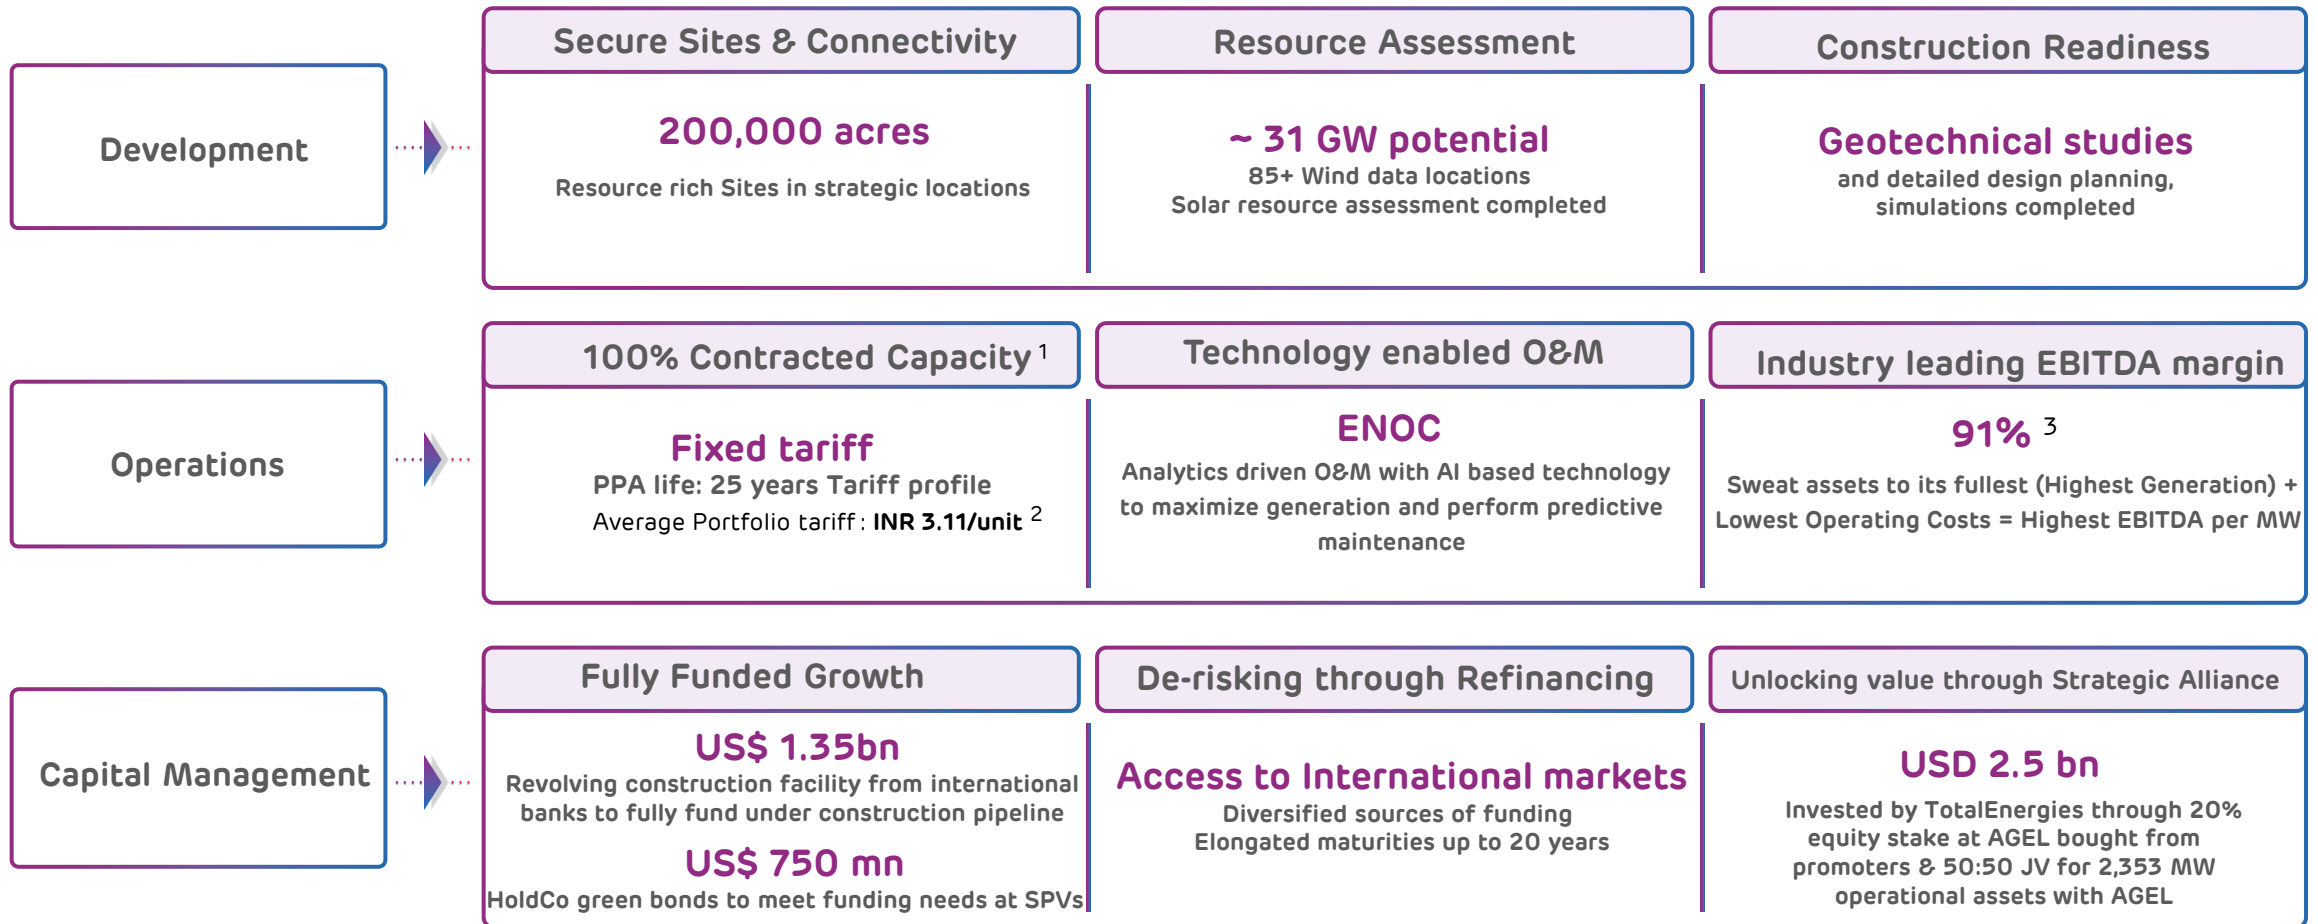 Development
Secure Sites & Connectivity
200,000 acres
Resource rich Sites in strategic locations
Resource Assessment
~ 31 GW potential
85+ Wind data locations
Solar resource assessment completed
Construction Readiness
Geotechnical studies
and detailed design planning,
simulations completed
Operations
100% Contracted Capacity 1
Fixed tariff
PPA life: 25 years Tariff profile
Average Portfolio tariff : INR 3.11/unit 2
Technology enabled O&M
ENOC
Analytics driven O&M with AI based technology
to maximize generation and perform predictive
maintenance
Industry leading EBITDA margin
91% 3
Sweat assets to its fullest (Highest Generation) +
Lowest Operating Costs = Highest EBITDA per MW
Capital Management
Fully Funded Growth
US$ 1.35bn
Revolving construction facility from international
banks to fully fund under construction pipeline
US$ 750 mn
HoldCo green bonds to meet funding needs at SPVs
De-risking through Refinancing
Access to International markets
Diversified sources of funding
Elongated maturities up to 20 years
Unlocking value through Strategic Alliance
USD 2.5 bn
Invested by TotalEnergies through 20%
equity stake at AGEL bought from
promoters & 50:50 JV for 2,353 MW
operational assets with AGEL